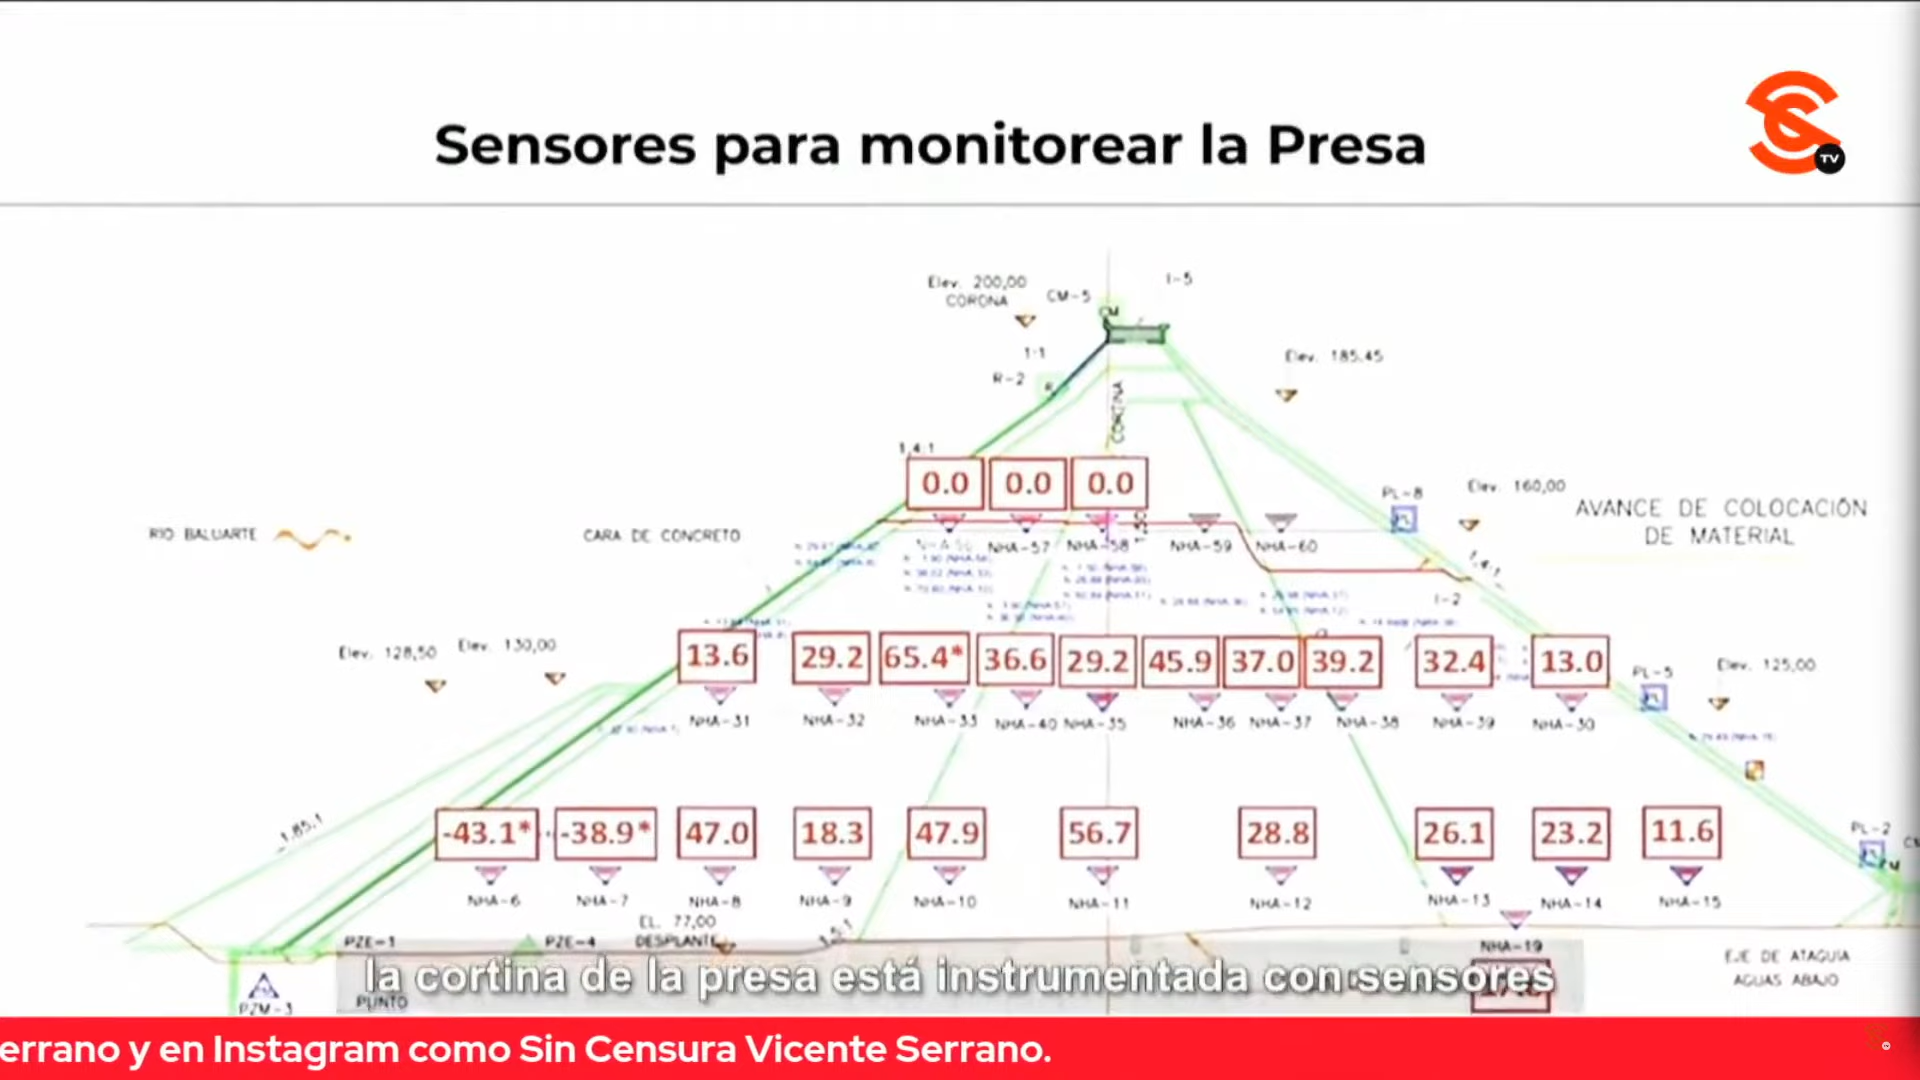 TV
Sensores para monitorear la Presa
Elev. 200,00
CORONA
CM-5
I-5
CM
1:1
R-2
R
Elev. 185.45
CORTINA
1.4:1
0.0 0.0 0.0
PL-8
Elev. 160,00
AVANCE DE COLOCACIÓN
DE MATERIAL
RIO BALUARTE
CARA DE CONCRETO
NHA-57 NHA-58 NHA-59 NHA-60
1.4:1
I-2
Elev. 128,50
Elev. 130,00
13.6 29.2 65.4* 36.6 29.2 45.9 37.0 39.2 32.4 13.0
PL-5
Elev. 125,00
NHA-31 NHA-32 NHA-33 NHA-40 NHA-35 NHA-36 NHA-37 NHA-38 NHA-39 NHA-30
1.85:1
-43.1* -38.9* 47.0 18.3 47.9 56.7 28.8 26.1 23.2 11.6
PL-2
NHA-6 NHA-7 NHA-8 NHA-9 NHA-10 NHA-11 NHA-12 NHA-13 NHA-14 NHA-15
EL. 77,00
DESPLANTE
PZE-1 PZE-4
NHA-19
EJE DE ATAGUIA
AGUAS ABAJO
la cortina de la presa está instrumentada con sensores
PZM-3
PUNTO
errano y en Instagram como Sin Censura Vicente Serrano.